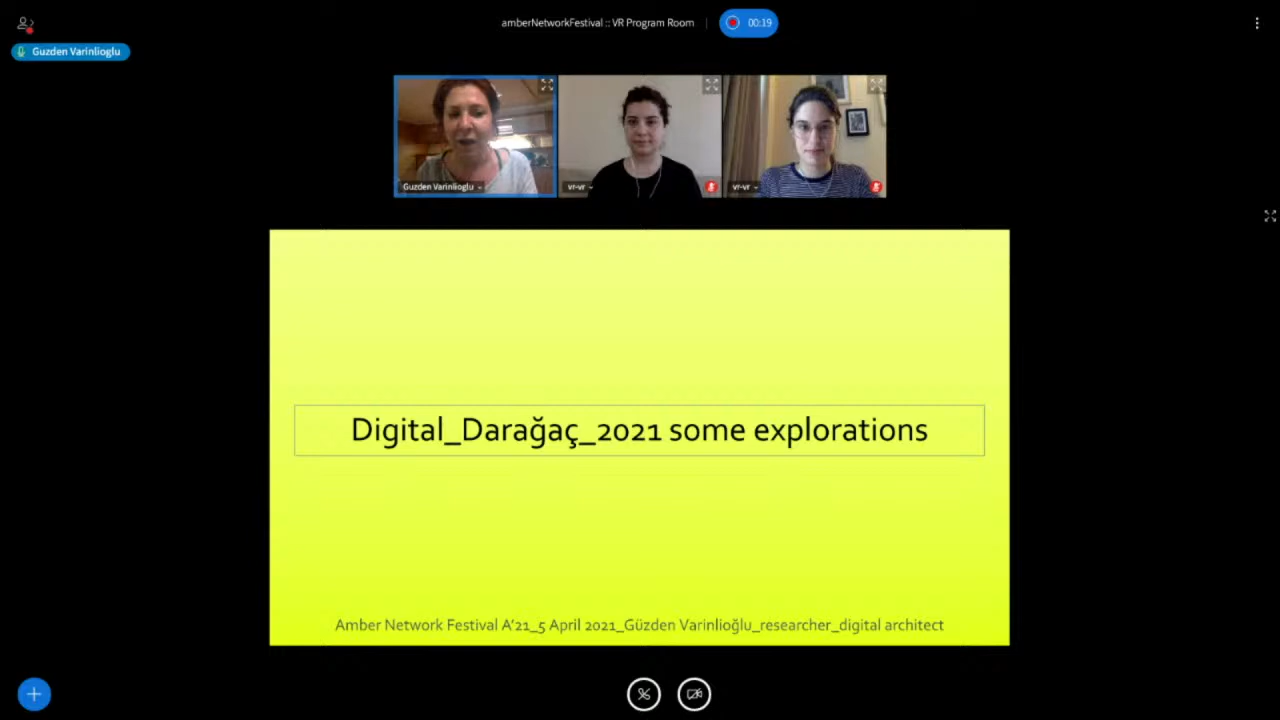 amberNetworkFestival :: VR Program Room
00:19
Guzden Varinlioglu
Guzden Varinlioglu
vr-vr
vr-vr
Digital_Darağaç_2021 some explorations
Amber Network Festival A'21_5 April 2021_Güzden Varinlioğlu_researcher_digital architect